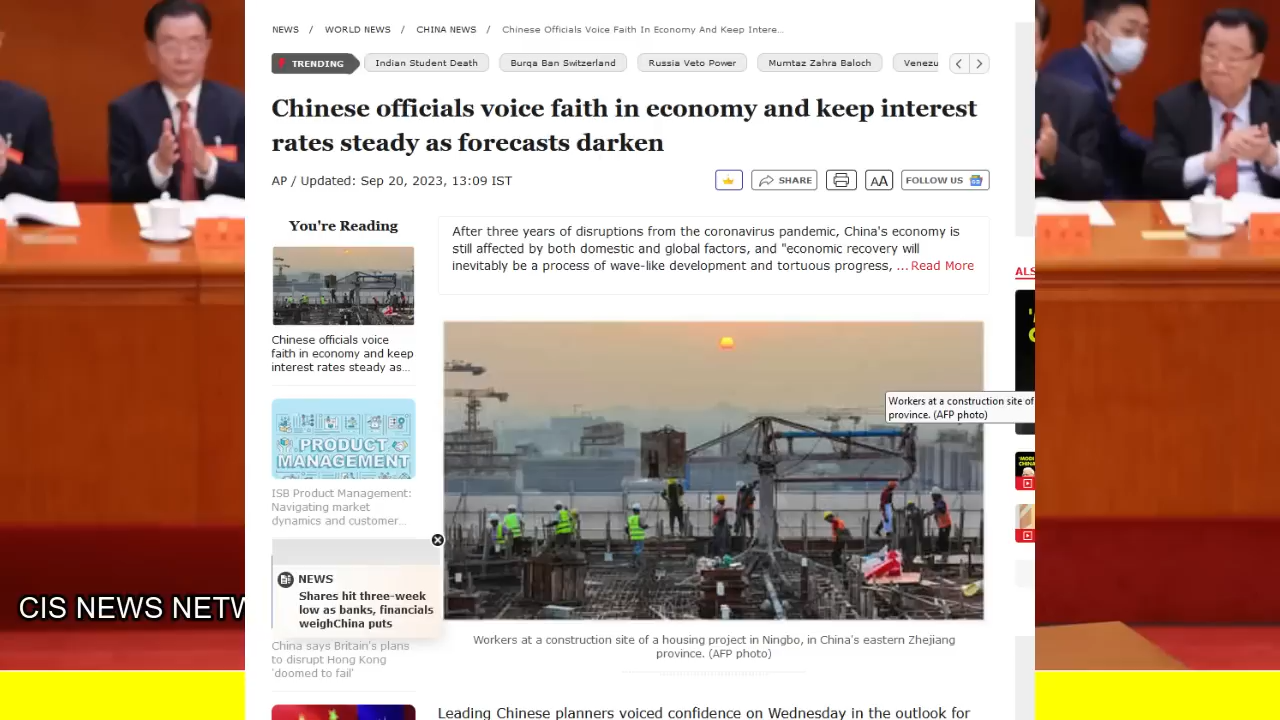 NEWS / WORLD NEWS / CHINA NEWS / Chinese Officials Voice Faith In Economy And Keep Intere...
TRENDING Indian Student Death Burqa Ban Switzerland Russia Veto Power Mumtaz Zahra Baloch Venezu
Chinese officials voice faith in economy and keep interest
rates steady as forecasts darken
AP / Updated: Sep 20, 2023, 13:09 IST
SHARE AA FOLLOW US
You're Reading
Chinese officials voice
faith in economy and keep
interest rates steady as...
PRODUCT
MANAGEMENT
ISB Product Management:
Navigating market
dynamics and customer...
NEWS
Shares hit three-week
low as banks, financials
weighChina puts
China says Britain's plans
to disrupt Hong Kong
'doomed to fail'
After three years of disruptions from the coronavirus pandemic, China's economy is
still affected by both domestic and global factors, and "economic recovery will
inevitably be a process of wave-like development and tortuous progress, ... Read More
Workers at a construction site of
province. (AFP photo)
Workers at a construction site of a housing project in Ningbo, in China's eastern Zhejiang
province. (AFP photo)
Leading Chinese planners voiced confidence on Wednesday in the outlook for
ALS
CIS NEWS NETW